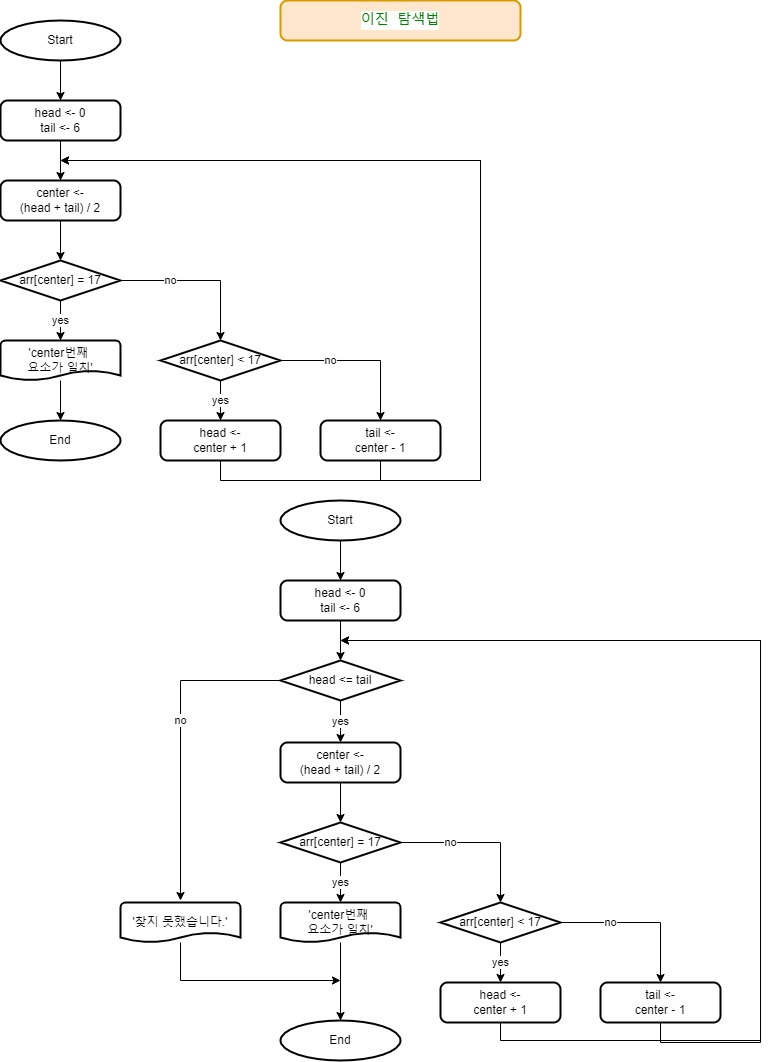 이진 탐색법
Start
head <- 0
tail <- 6
center <-
(head + tail) / 2
arr[center] = 17
no
yes
'center번째
요소가 일치'
arr[center] < 17
no
yes
head <-
center + 1
tail <-
center - 1
End
Start
head <- 0
tail <- 6
head <= tail
no
yes
center <-
(head + tail) / 2
arr[center] = 17
no
yes
'찾지 못했습니다.'
'center번째
요소가 일치'
arr[center] < 17
no
yes
head <-
center + 1
tail <-
center - 1
End